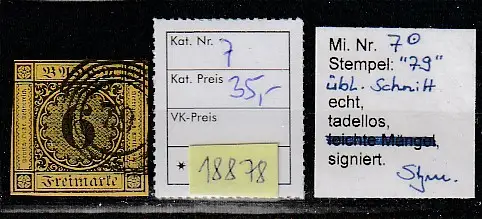 6
79
Freimarke
Kat. Nr. 7
Kat. Preis 35,-
VK-Preis
* 18878
Mi. Nr. 7
Stempel: "79"
übl. Schnitt
echt,
tadellos,
leichte Mängel,
signiert.